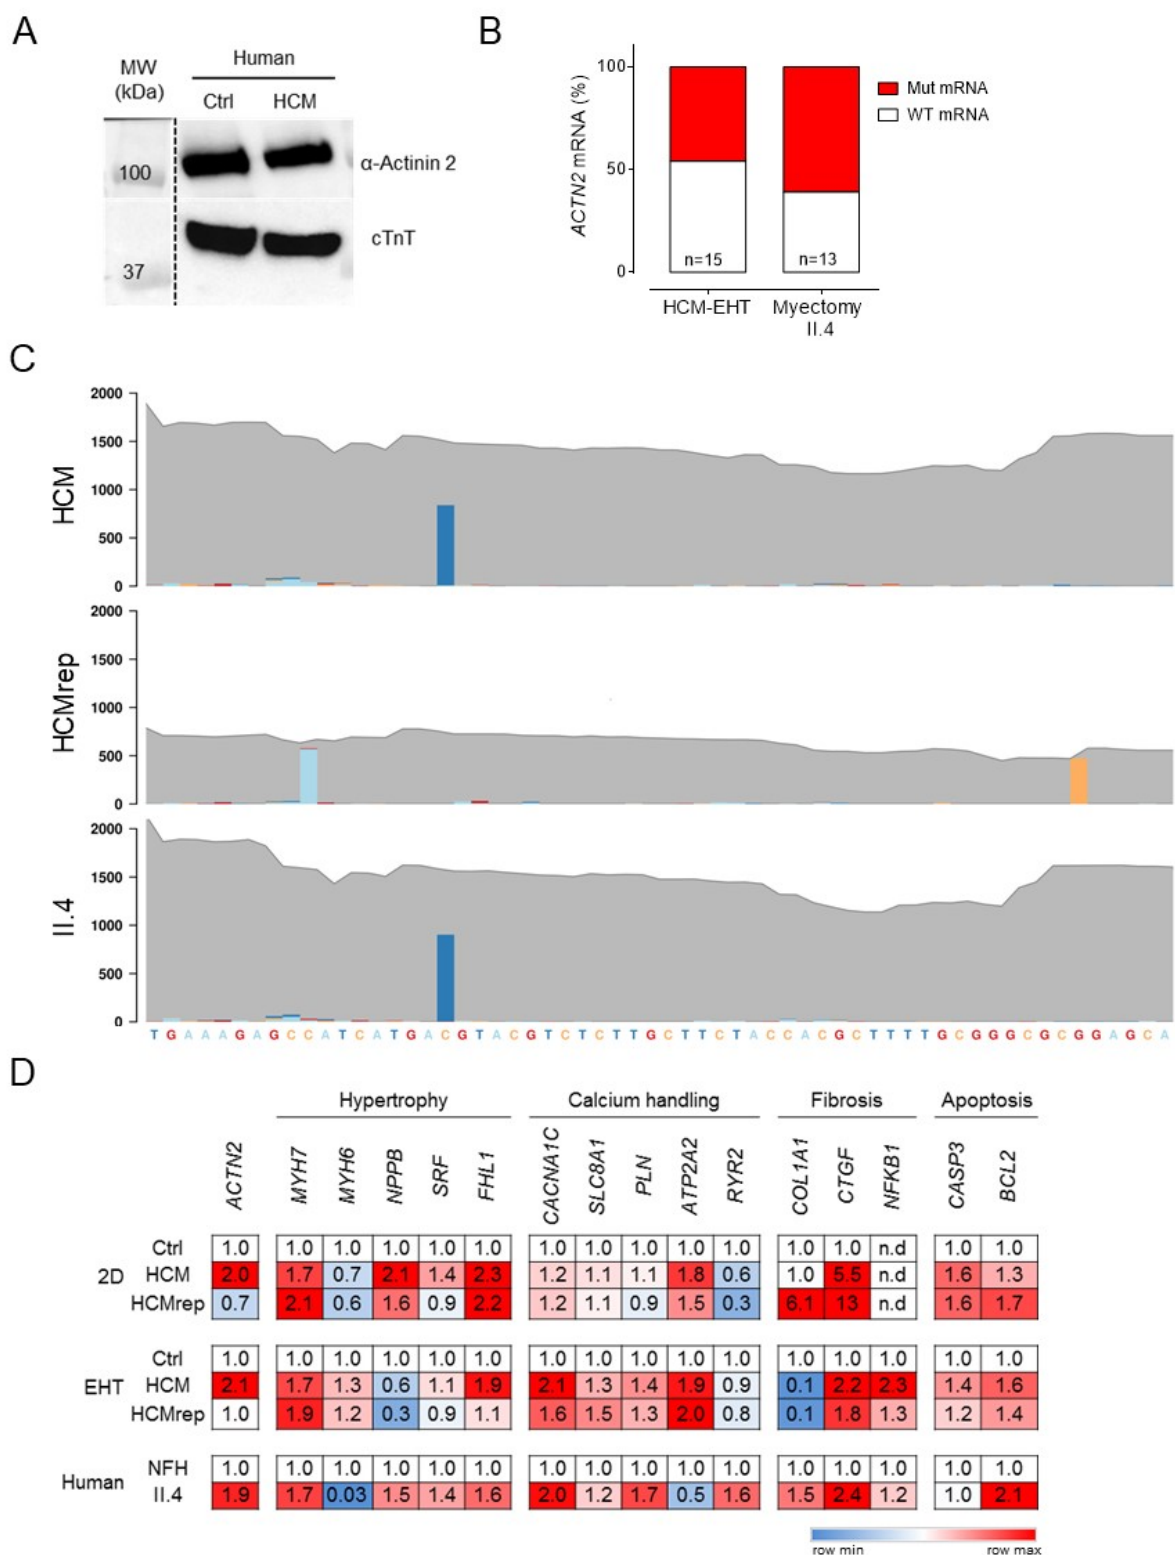 A
MW
(kDa)
Human
Ctrl HCM
100
α-Actinin 2
cTnT
37
B
ACTN2 mRNA (%)
100
50
0
n=15
n=13
HCM-EHT
Myectomy
II.4
Mut mRNA
WT mRNA
C
HCM
2000
1500
1000
500
0
HCMrep
2000
1500
1000
500
0
II.4
2000
1500
1000
500
0
T G A A A G A G C C A T C A T G A C G T A C G T C T C T T G C T T C T A C C A C G C T T T T G C G G G C G C G G A G C A
D
Hypertrophy Calcium handling Fibrosis Apoptosis
ACTN2 MYH7 MYH6 NPPB SRF FHL1 CACNA1C SLC8A1 PLN ATP2A2 RYR2 COL1A1 CTGF NFKB1 CASP3 BCL2
2D
Ctrl 1.0 1.0 1.0 1.0 1.0 1.0 1.0 1.0 1.0 1.0 1.0 1.0 1.0 n.d 1.0 1.0
HCM 2.0 1.7 0.7 2.1 1.4 2.3 1.2 1.1 1.1 1.8 0.6 1.0 5.5 n.d 1.6 1.3
HCMrep 0.7 2.1 0.6 1.6 0.9 2.2 1.2 1.1 0.9 1.5 0.3 6.1 13 n.d 1.6 1.7
EHT
Ctrl 1.0 1.0 1.0 1.0 1.0 1.0 1.0 1.0 1.0 1.0 1.0 1.0 1.0 1.0 1.0 1.0
HCM 2.1 1.7 1.3 0.6 1.1 1.9 2.1 1.3 1.4 1.9 0.9 0.1 2.2 2.3 1.4 1.6
HCMrep 1.0 1.9 1.2 0.3 0.9 1.1 1.6 1.5 1.3 2.0 0.8 0.1 1.8 1.3 1.2 1.4
Human
NFH 1.0 1.0 1.0 1.0 1.0 1.0 1.0 1.0 1.0 1.0 1.0 1.0 1.0 1.0 1.0 1.0
II.4 1.9 1.7 0.03 1.5 1.4 1.6 2.0 1.2 1.7 0.5 1.6 1.5 2.4 1.2 1.0 2.1
row min row max